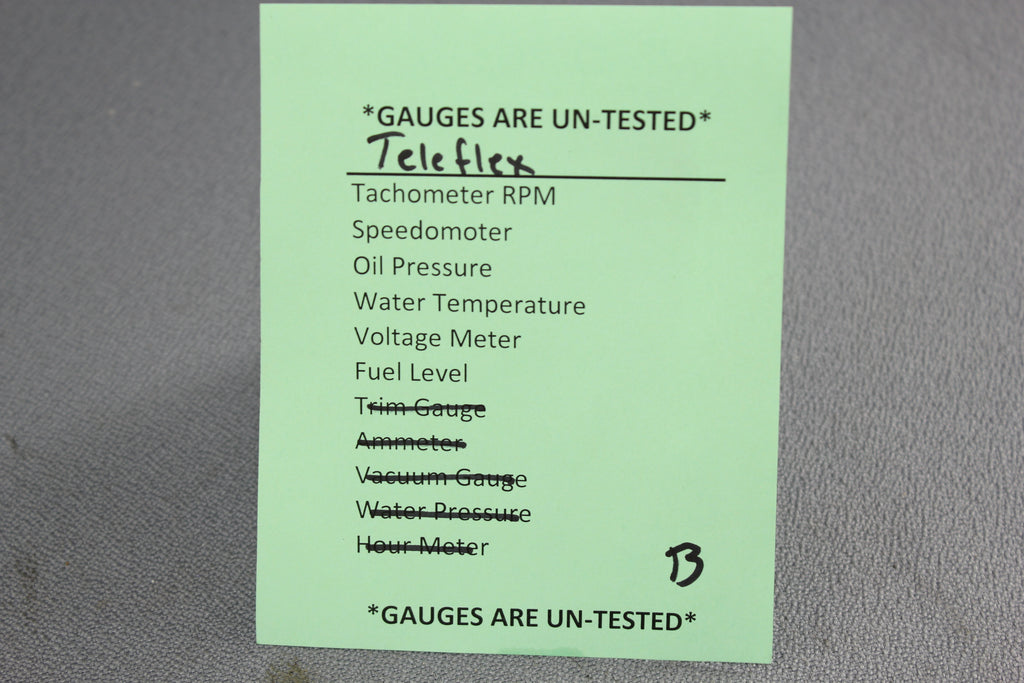 *GAUGES ARE UN-TESTED*
Teleflex
Tachometer RPM
Speedomoter
Oil Pressure
Water Temperature
Voltage Meter
Fuel Level
Trim Gauge
Ammeter
Vacuum Gauge
Water Pressure
Hour Meter
B
*GAUGES ARE UN-TESTED*